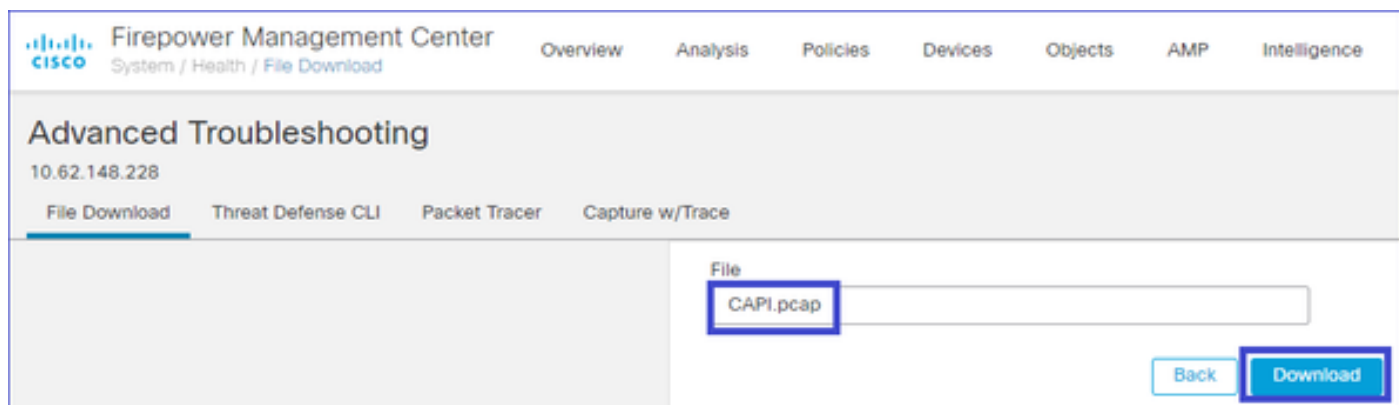 CISCO
Firepower Management Center
System / Health / File Download
Overview Analysis Policies Devices Objects AMP Intelligence
Advanced Troubleshooting
10.62.148.228
File Download Threat Defense CLI Packet Tracer Capture w/Trace
File
CAPI.pcap
Back Download